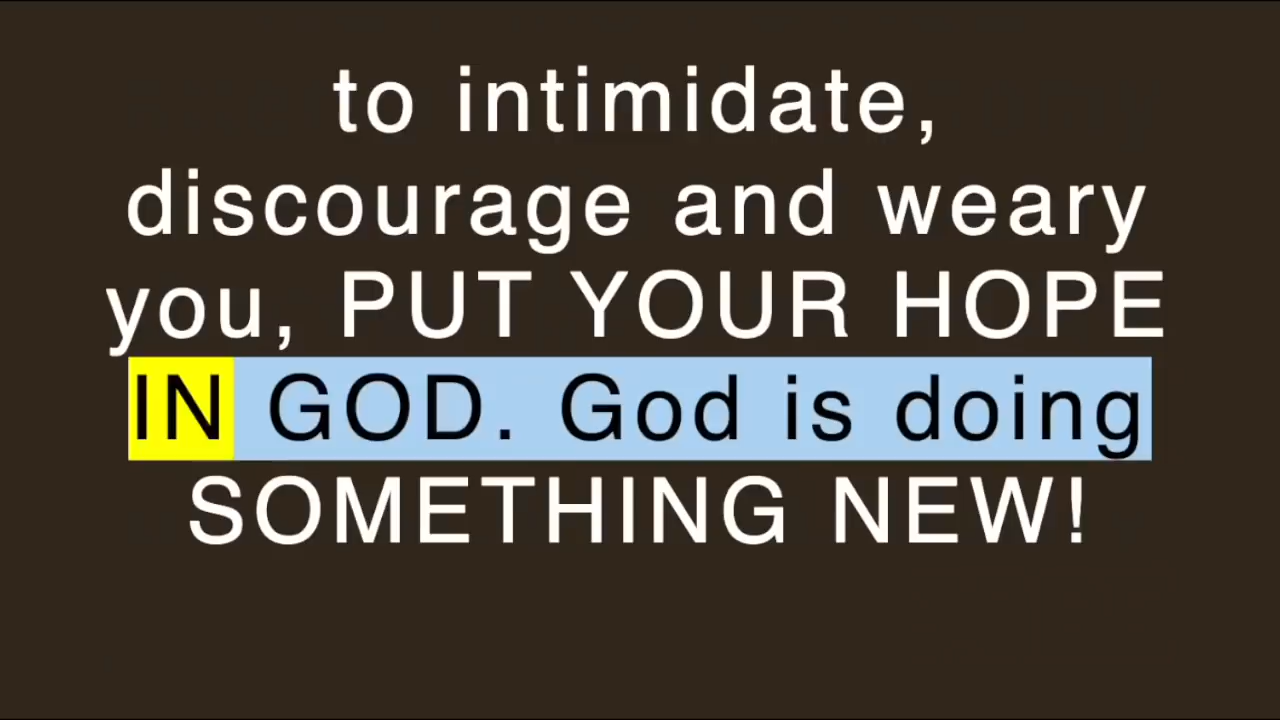 to intimidate,
discourage and weary
you, PUT YOUR HOPE
IN GOD. God is doing
SOMETHING NEW!